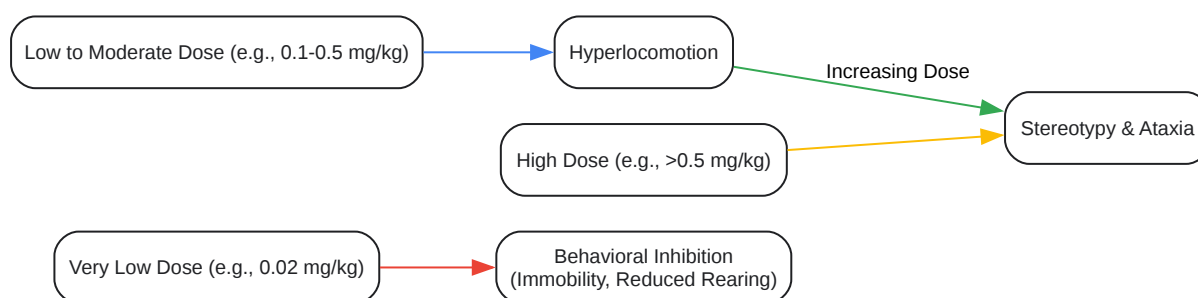 Low to Moderate Dose (e.g., 0.1-0.5 mg/kg)
Hyperlocomotion
Increasing Dose
Stereotypy & Ataxia
High Dose (e.g., >0.5 mg/kg)
Very Low Dose (e.g., 0.02 mg/kg)
Behavioral Inhibition
(Immobility, Reduced Rearing)